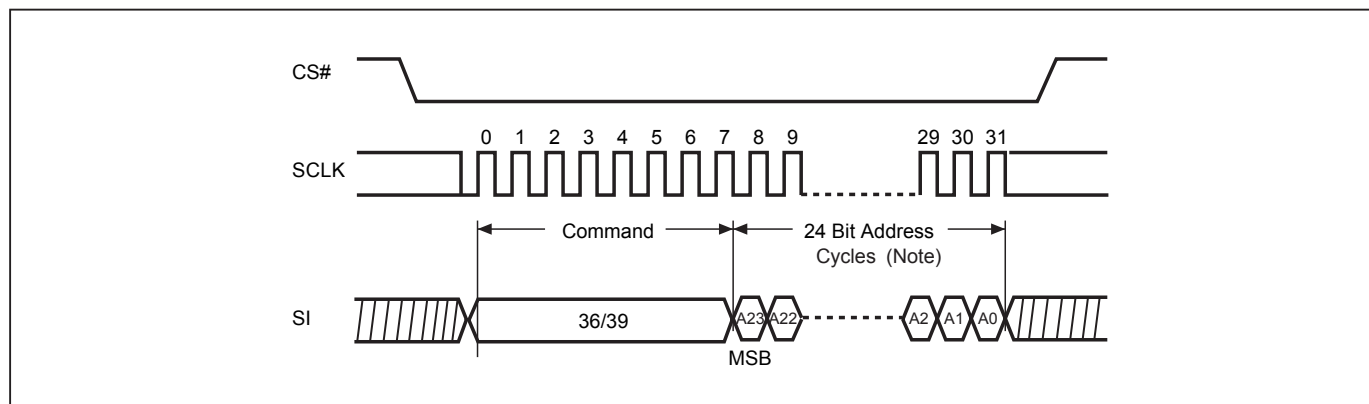 CS#
0 1 2 3 4 5 6 7 8 9 29 30 31
SCLK
Command
24 Bit Address
Cycles (Note)
SI
36/39
A23 A22 A2 A1 A0
MSB